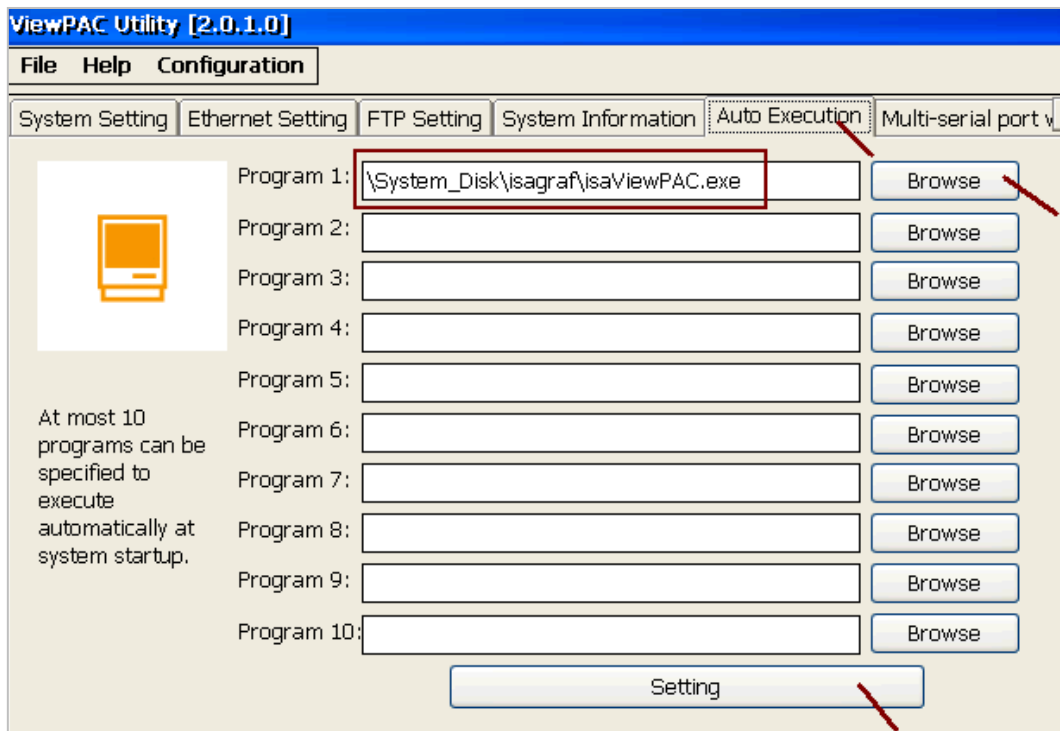 ViewPAC Utility [2.0.1.0]
File Help Configuration
System Setting Ethernet Setting FTP Setting System Information Auto Execution Multi-serial port
Program 1: \System_Disk\isagraf\isaViewPAC.exe Browse
Program 2: Browse
Program 3: Browse
Program 4: Browse
Program 5: Browse
At most 10
programs can be
specified to
execute
automatically at
system startup.
Program 6: Browse
Program 7: Browse
Program 8: Browse
Program 9: Browse
Program 10: Browse
Setting